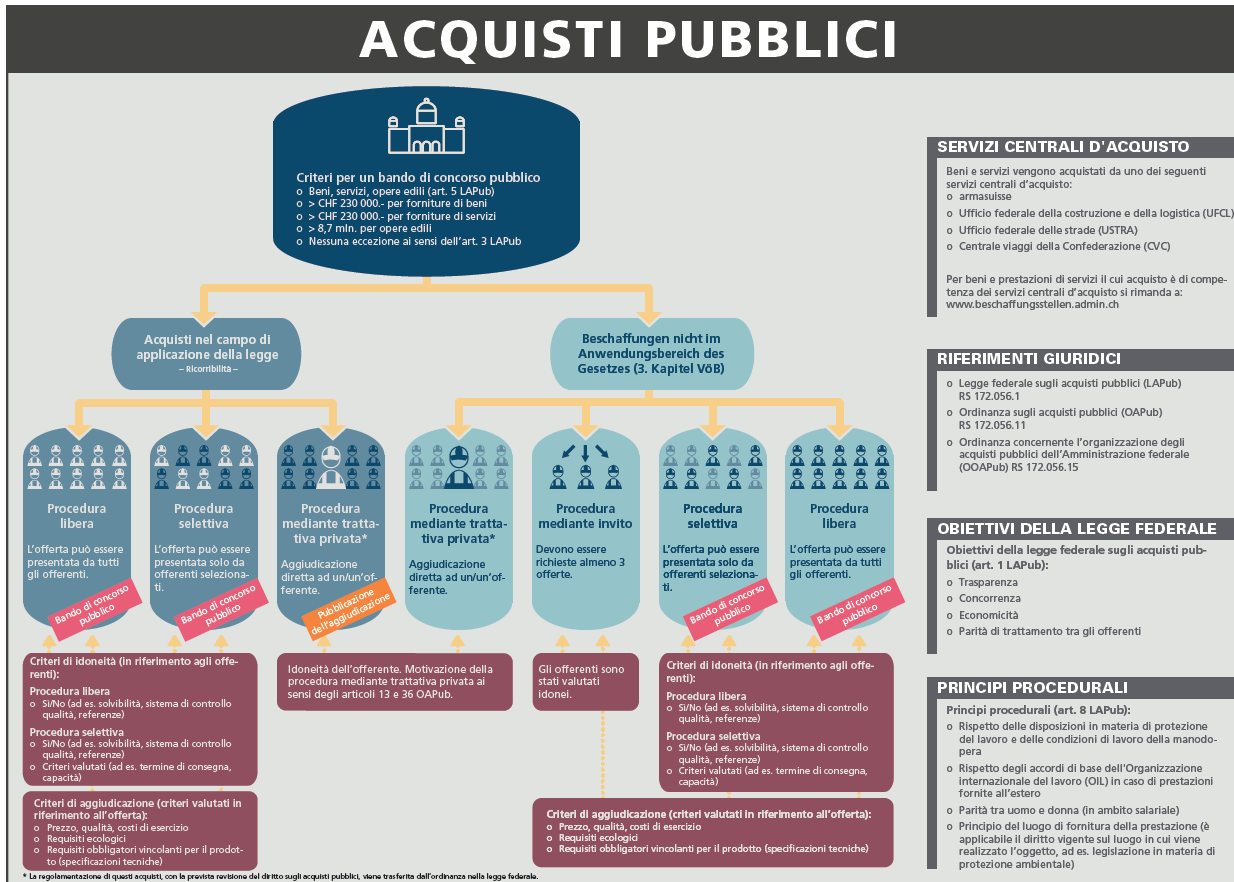 ACQUISTI PUBBLICI
Criteri per un bando di concorso pubblico
o Beni, servizi, opere edili (art. 5 LAPub)
o > CHF 230 000.- per forniture di beni
o > CHF 230 000.- per forniture di servizi
o > 8,7 mln. per opere edili
o Nessuna eccezione ai sensi dell'art. 3 LAPub
Acquisti nel campo di
applicazione della legge
– Ricorribilità –
Beschaffungen nicht im
Anwendungsbereich des
Gesetzes (3. Kapitel VöB)
Procedura
libera
L'offerta può essere
presentata da tutti
gli offerenti.
Bando di concorso
pubblico
Procedura
selettiva
L'offerta può essere
presentata solo da
offerenti seleziona-
ti.
Bando di concorso
pubblico
Procedura
mediante tratta-
tiva privata*
Aggiudicazione
diretta ad un/un'of-
ferente.
Pubblicazione
dell'aggiudicazione
Procedura
mediante tratta-
tiva privata*
Aggiudicazione
diretta ad un/un'of-
ferente.
Procedura
mediante invito
Devono essere
richieste almeno 3
offerte.
Procedura
selettiva
L'offerta può essere
presentata solo da
offerenti seleziona-
ti.
Bando di concorso
pubblico
Procedura
libera
L'offerta può essere
presentata da tutti
gli offerenti.
Bando di concorso
pubblico
Criteri di idoneità (in riferimento agli offe-
renti):
Procedura libera
o Sì/No (ad es. solvibilità, sistema di controllo
qualità, referenze)
Procedura selettiva
o Sì/No (ad es. solvibilità, sistema di controllo
qualità, referenze)
o Criteri valutati (ad es. termine di consegna,
capacità)
Criteri di aggiudicazione (criteri valutati in
riferimento all'offerta):
o Prezzo, qualità, costi di esercizio
o Requisiti ecologici
o Requisiti obbligatori vincolanti per il prodot-
to (specificazioni tecniche)
Idoneità dell'offerente. Motivazione della
procedura mediante trattativa privata ai
sensi degli articoli 13 e 36 OAPub.
Gli offerenti sono
stati valutati
idonei.
Criteri di idoneità (in riferimento agli offe-
renti):
Procedura libera
o Sì/No (ad es. solvibilità, sistema di controllo
qualità, referenze)
Procedura selettiva
o Sì/No (ad es. solvibilità, sistema di controllo
qualità, referenze)
o Criteri valutati (ad es. termine di consegna,
capacità)
Criteri di aggiudicazione (criteri valutati in riferimento all'offerta):
o Prezzo, qualità, costi di esercizio
o Requisiti ecologici
o Requisiti obbligatori vincolanti per il prodotto (specificazioni tecniche)
* La regolamentazione di questi acquisti, con la prevista revisione del diritto sugli acquisti pubblici, viene trasferita dall'ordinanza nella legge federale.
SERVIZI CENTRALI D'ACQUISTO
Beni e servizi vengono acquistati da uno dei seguenti
servizi centrali d'acquisto:
o armasuisse
o Ufficio federale della costruzione e della logistica (UFCL)
o Ufficio federale delle strade (USTRA)
o Centrale viaggi della Confederazione (CVC)
Per beni e prestazioni di servizi il cui acquisto è di compe-
tenza dei servizi centrali d'acquisto si rimanda a:
www.beschaffungsstellen.admin.ch
RIFERIMENTI GIURIDICI
o Legge federale sugli acquisti pubblici (LAPub)
RS 172.056.1
o Ordinanza sugli acquisti pubblici (OAPub)
RS 172.056.11
o Ordinanza concernente l'organizzazione degli
acquisti pubblici dell'Amministrazione federale
(OOAPub) RS 172.056.15
OBIETTIVI DELLA LEGGE FEDERALE
Obiettivi della legge federale sugli acquisti pub-
blici (art. 1 LAPub):
o Trasparenza
o Concorrenza
o Economicità
o Parità di trattamento tra gli offerenti
PRINCIPI PROCEDURALI
Principi procedurali (art. 8 LAPub):
o Rispetto delle disposizioni in materia di protezione
del lavoro e delle condizioni di lavoro della manodo-
pera
o Rispetto degli accordi di base dell'Organizzazione
internazionale del lavoro (OIL) in caso di prestazioni
fornite all'estero
o Parità tra uomo e donna (in ambito salariale)
o Principio del luogo di fornitura della prestazione (è
applicabile il diritto vigente sul luogo in cui viene
realizzato l'oggetto, ad es. legislazione in materia di
protezione ambientale)